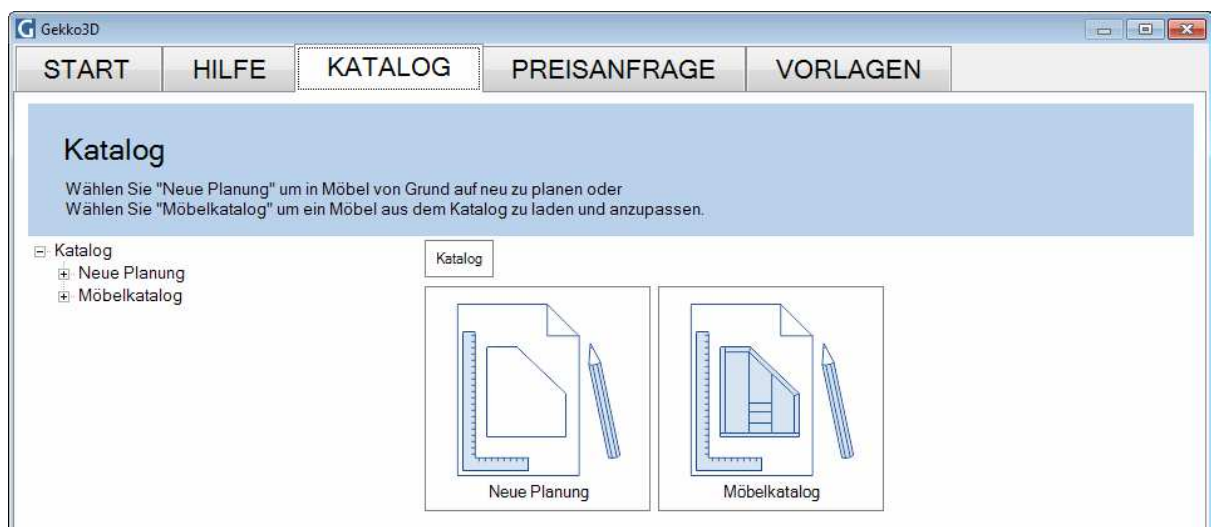 Gekko3D
START HILFE KATALOG PREISANFRAGE VORLAGEN
Katalog
Wählen Sie "Neue Planung" um in Möbel von Grund auf neu zu planen oder
Wählen Sie "Möbelkatalog" um ein Möbel aus dem Katalog zu laden und anzupassen.
Katalog
Neue Planung
Möbelkatalog
Katalog
Neue Planung Möbelkatalog